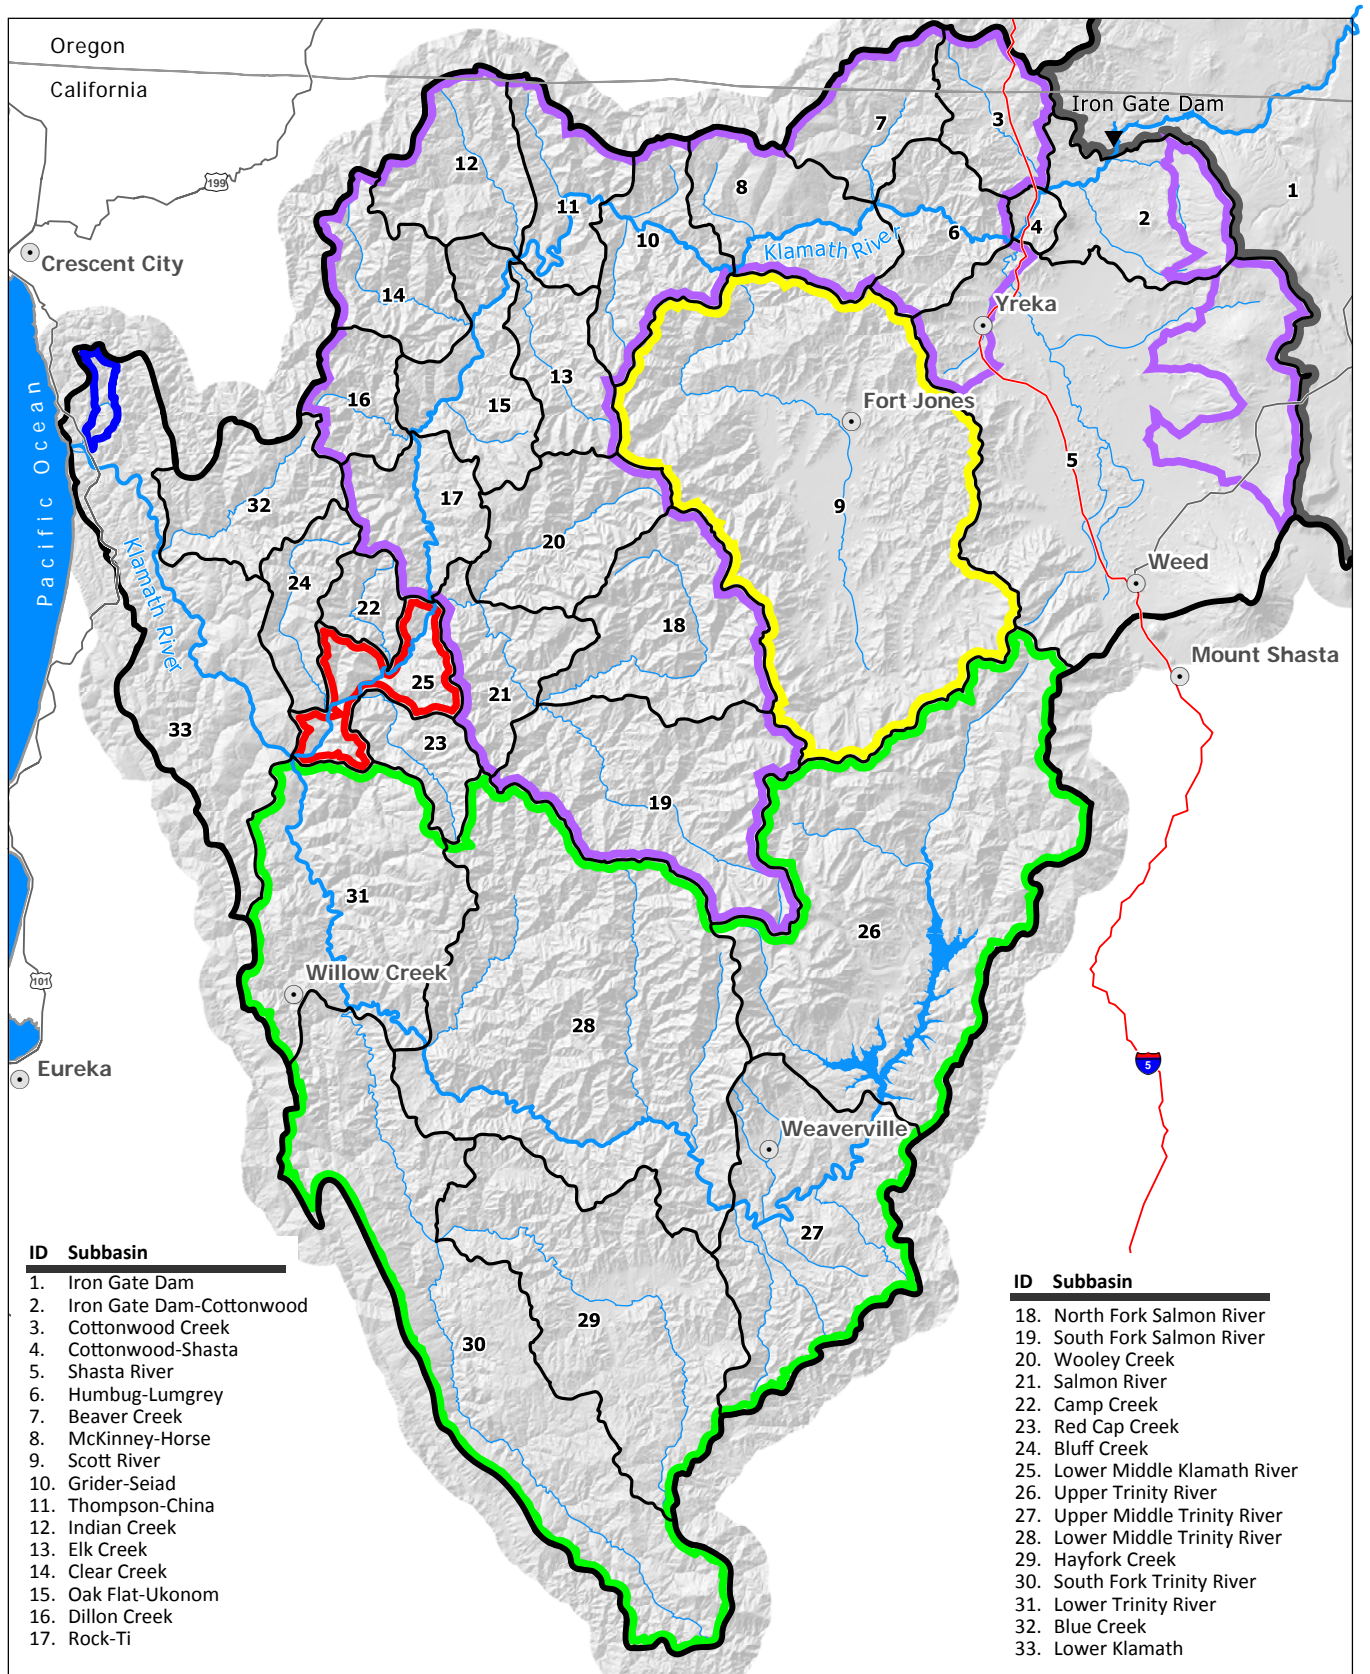 Oregon
California
Iron Gate Dam
199
Crescent City
Klamath River
Yreka
Fort Jones
Pacific Ocean
Klamath River
Weed
Mount Shasta
Willow Creek
101
Eureka
5
Weaverville
1
2
3
4
5
6
7
8
9
10
11
12
13
14
15
16
17
18
19
20
21
22
23
24
25
26
27
28
29
30
31
32
33
ID Subbasin
1. Iron Gate Dam
2. Iron Gate Dam-Cottonwood
3. Cottonwood Creek
4. Cottonwood-Shasta
5. Shasta River
6. Humbug-Lumgrey
7. Beaver Creek
8. McKinney-Horse
9. Scott River
10. Grider-Seiad
11. Thompson-China
12. Indian Creek
13. Elk Creek
14. Clear Creek
15. Oak Flat-Ukonom
16. Dillon Creek
17. Rock-Ti
ID Subbasin
18. North Fork Salmon River
19. South Fork Salmon River
20. Wooley Creek
21. Salmon River
22. Camp Creek
23. Red Cap Creek
24. Bluff Creek
25. Lower Middle Klamath River
26. Upper Trinity River
27. Upper Middle Trinity River
28. Lower Middle Trinity River
29. Hayfork Creek
30. South Fork Trinity River
31. Lower Trinity River
32. Blue Creek
33. Lower Klamath